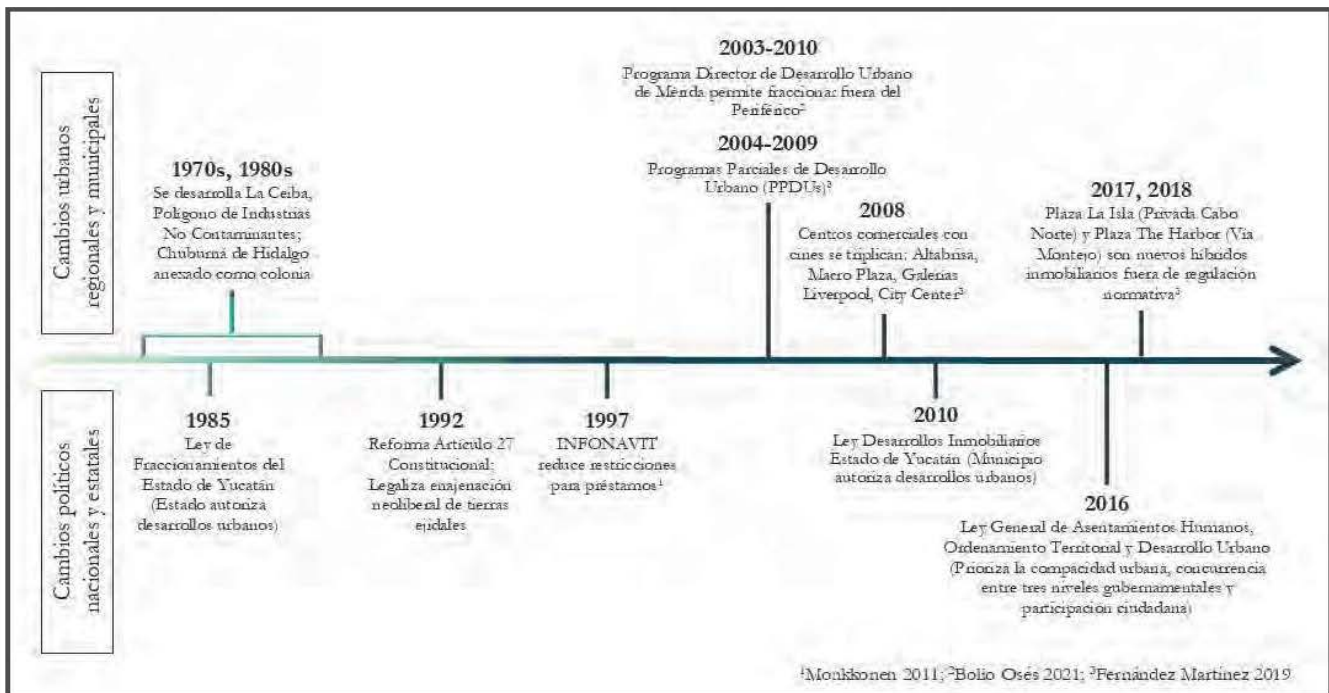 Cambios urbanos
regionales y municipales
1970s, 1980s
Se desarrolla La Ceiba,
Polígono de Industrias
No Contaminantes;
Chuburná de Hidalgo
anexado como colonia
2003-2010
Programa Director de Desarrollo Urbano
de Mérida permite fraccionar fuera del
Periférico²
2004-2009
Programas Parciales de Desarrollo
Urbano (PPDUs)²
2008
Centros comerciales con
cines se triplican: Altabrisa,
Macro Plaza, Galerías
Liverpool, City Center³
2017, 2018
Plaza La Isla (Privada Cabo
Norte) y Plaza The Harbor (Via
Montejo) son nuevos híbridos
inmobiliarios fuera de regulación
normativa³
Cambios políticos
nacionales y estatales
1985
Ley de
Fraccionamientos del
Estado de Yucatán
(Estado autoriza
desarrollos urbanos)
1992
Reforma Artículo 27
Constitucional:
Legaliza enajenación
neoliberal de tierras
ejidales
1997
INFONAVIT
reduce restricciones
para préstamos¹
2010
Ley Desarrollos Inmobiliarios
Estado de Yucatán (Municipio
autoriza desarrollos urbanos)
2016
Ley General de Asentamientos Humanos,
Ordenamiento Territorial y Desarrollo Urbano
(Prioriza la compacidad urbana, concurrencia
entre tres niveles gubernamentales y
participación ciudadana)
¹Monkkonen 2011; ²Bolio Osés 2021; ³Fernández Martínez 2019